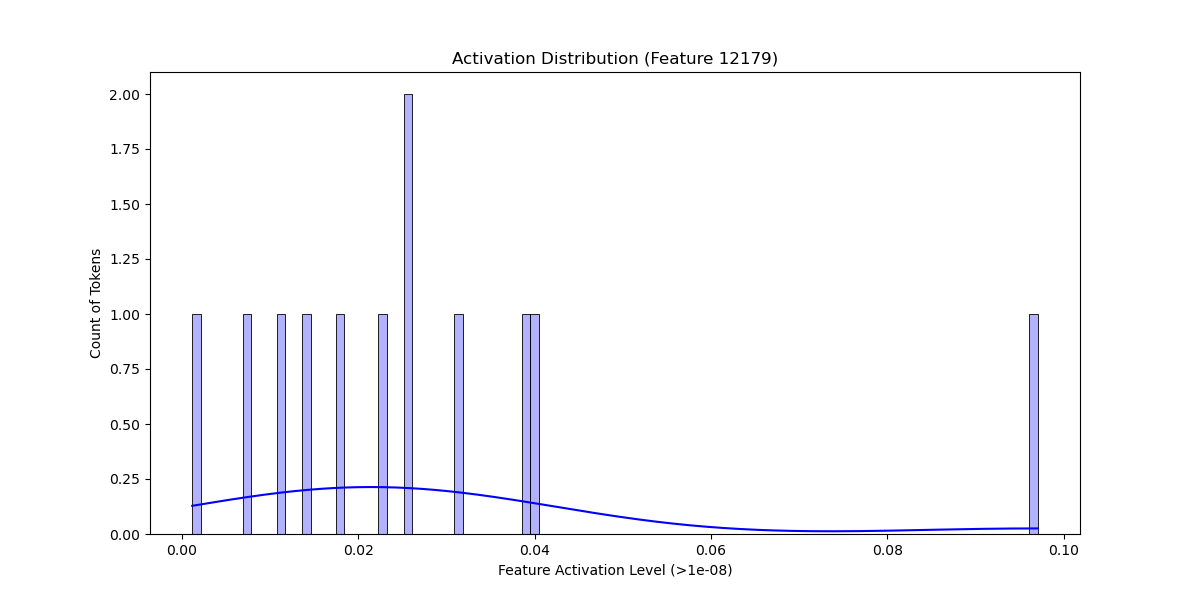 Activation Distribution (Feature 12179)
2.00
1.75
1.50
1.25
1.00
0.75
0.50
0.25
0.00
Count of Tokens
0.00 0.02 0.04 0.06 0.08 0.10
Feature Activation Level (>1e-08)